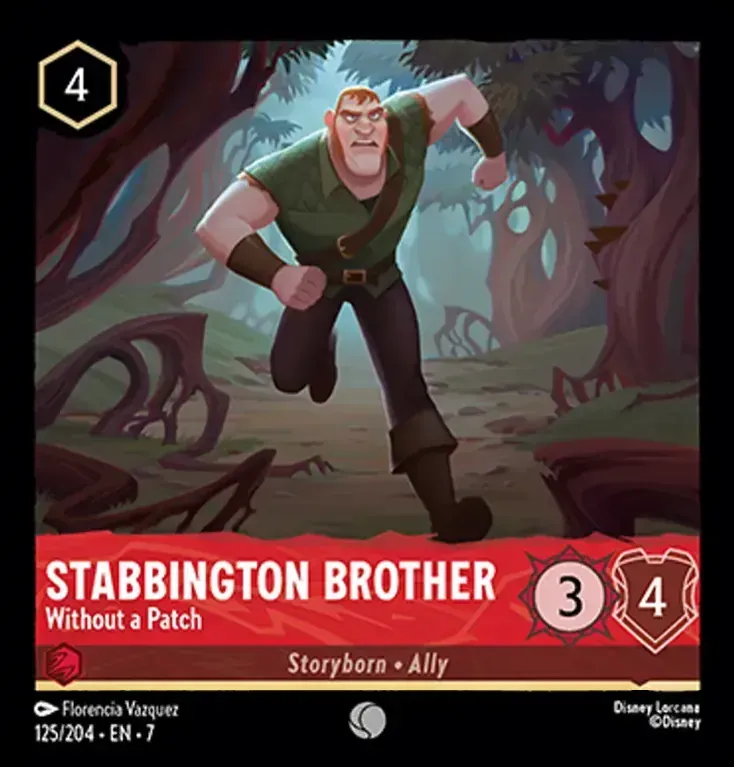 4
STABBINGTON BROTHER
3
4
Without a Patch
Storyborn • Ally
Florencia Vazquez
125/204 • EN • 7
Disney Lorcana
©Disney